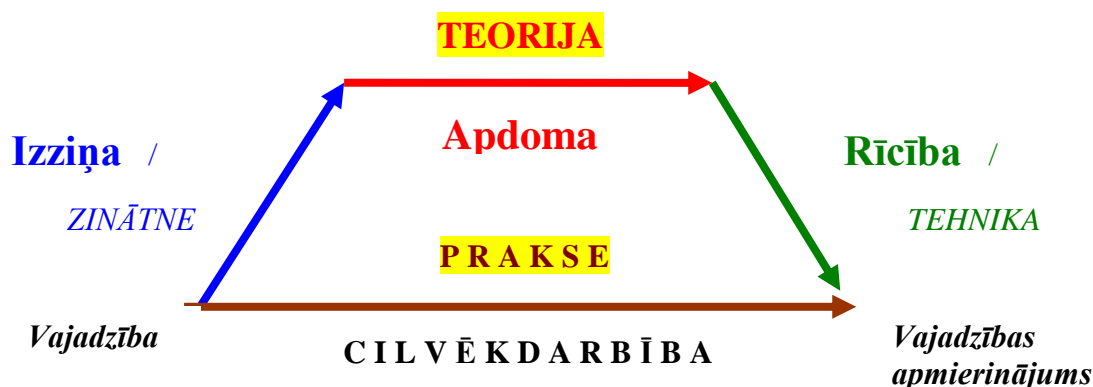 TEORIJA
Apdoma
Izziņa /
ZINĀTNE
Rīcība /
TEHNIKA
P R A K S E
Vajadzība
C I L V Ē K D A R B Ī B A
Vajadzības
apmierinājums